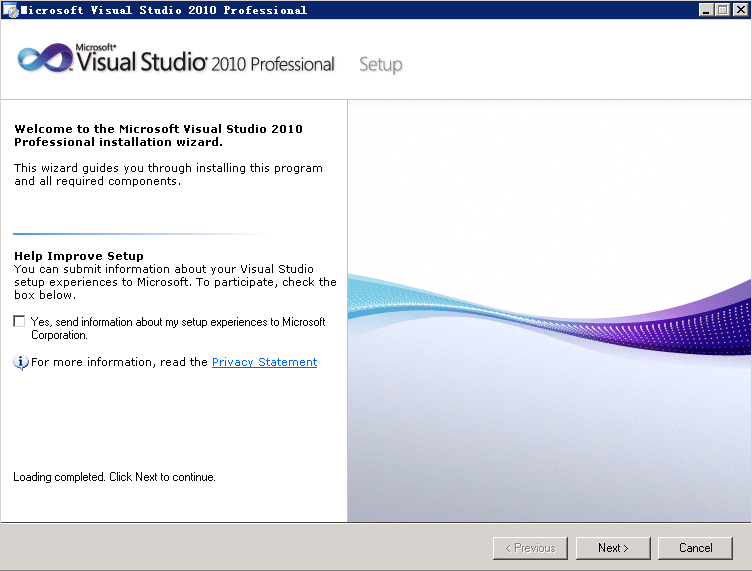 Microsoft Visual Studio 2010 Professional
Microsoft®
Visual Studio® 2010 Professional Setup
Welcome to the Microsoft Visual Studio 2010
Professional installation wizard.
This wizard guides you through installing this program
and all required components.
Help Improve Setup
You can submit information about your Visual Studio
setup experiences to Microsoft. To participate, check the
box below.
Yes, send information about my setup experiences to Microsoft
Corporation.
For more information, read the Privacy Statement
Loading completed. Click Next to continue.
< Previous
Next >
Cancel